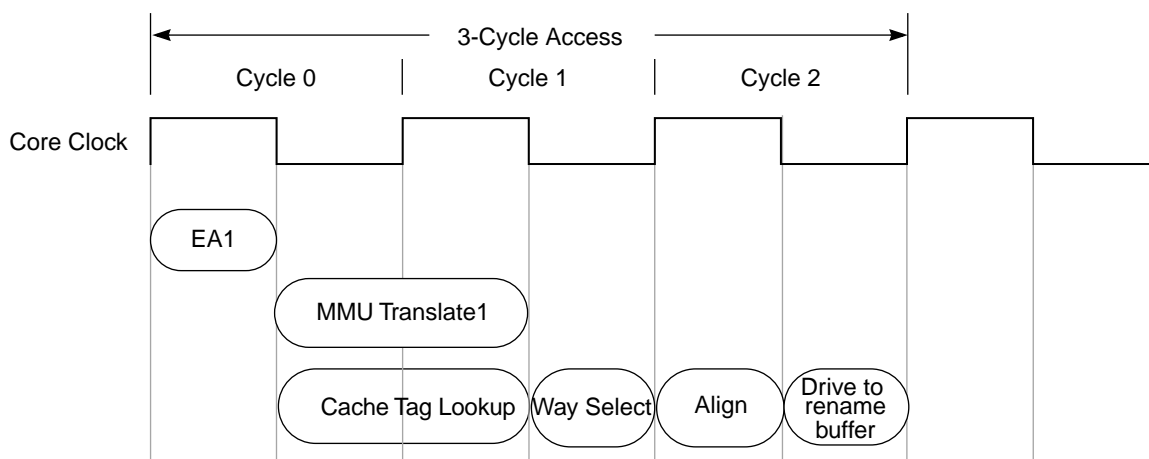 3-Cycle Access
Cycle 0
Cycle 1
Cycle 2
Core Clock
EA1
MMU Translate1
Cache Tag Lookup
Way Select
Align
Drive to
rename
buffer